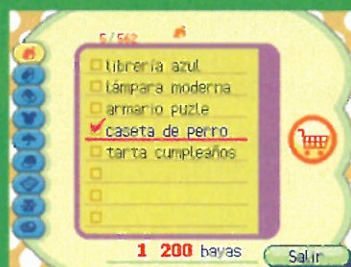 5/562
librería azul
lámpara moderna
armario puzle
caseta de perro
tarta cumpleaños
1 200 bayas
Salir